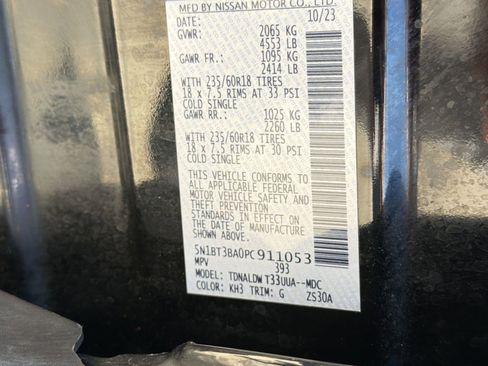 MFD BY NISSAN MOTOR CO., LTD.
DATE: 10/23
GVWR: 2065 KG
4553 LB
GAWR FR.: 1095 KG
2414 LB
WITH 235/60R18 TIRES
18 x 7.5 RIMS AT 33 PSI
COLD SINGLE
GAWR RR.: 1025 KG
2260 LB
WITH 235/60R18 TIRES
18 x 7.5 RIMS AT 30 PSI
COLD SINGLE
THIS VEHICLE CONFORMS TO
ALL APPLICABLE FEDERAL
MOTOR VEHICLE SAFETY AND
THEFT PREVENTION
STANDARDS IN EFFECT ON
THE DATE OF MANUFACTURE
SHOWN ABOVE.
5N1BT3BA0PC911053
MPV 393
MODEL: TDNALDW T33UUA--MDC
COLOR: KH3 TRIM: G ZS30A